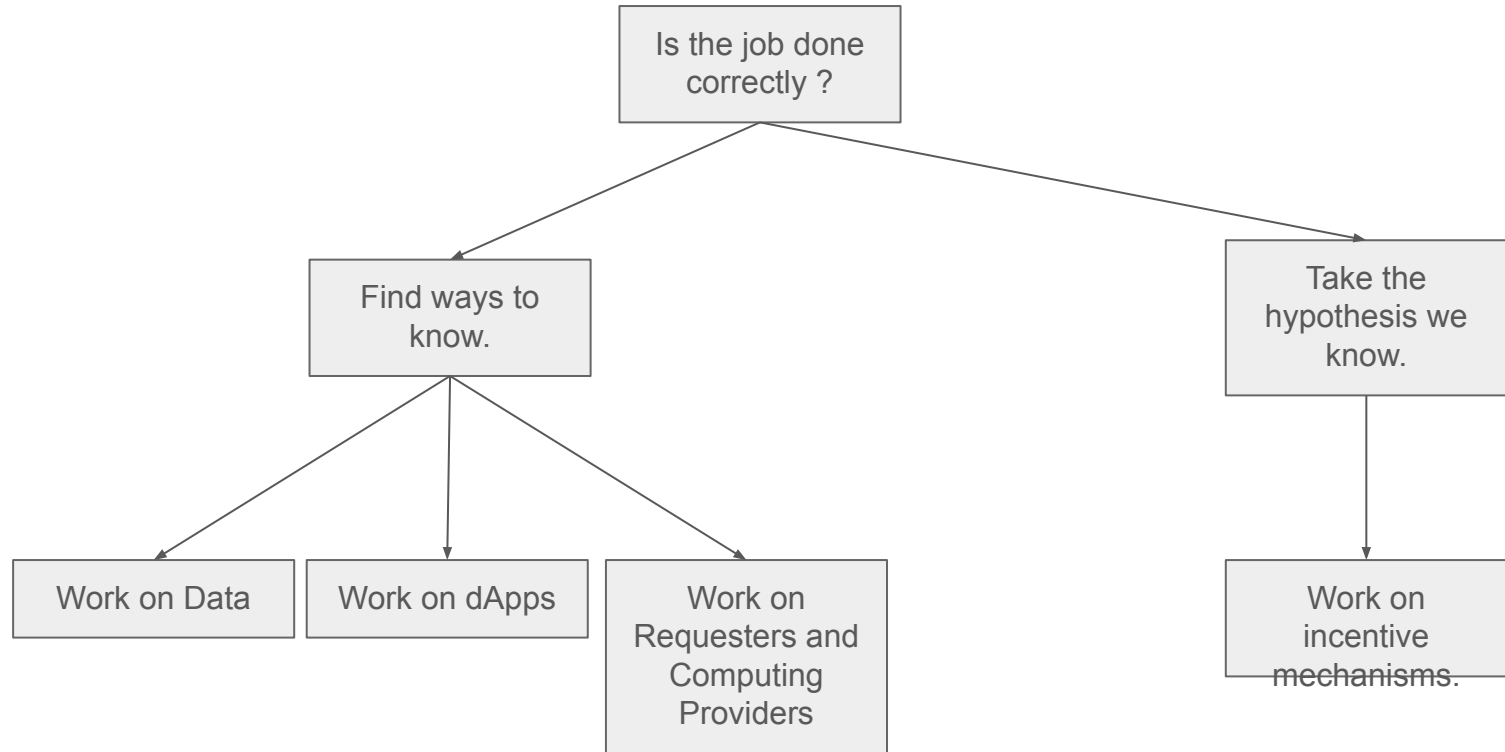 Is the job done
correctly ?
Find ways to
know.
Take the
hypothesis we
know.
Work on Data
Work on dApps
Work on
Requesters and
Computing
Providers
Work on
incentive
mechanisms.